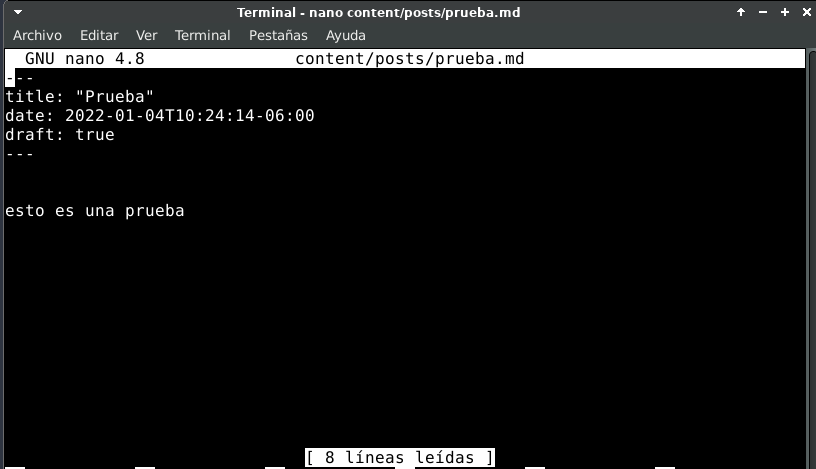 Terminal - nano content/posts/prueba.md
Archivo Editar Ver Terminal Pestañas Ayuda
GNU nano 4.8 content/posts/prueba.md
---
title: "Prueba"
date: 2022-01-04T10:24:14-06:00
draft: true
---
esto es una prueba
[ 8 líneas leídas ]